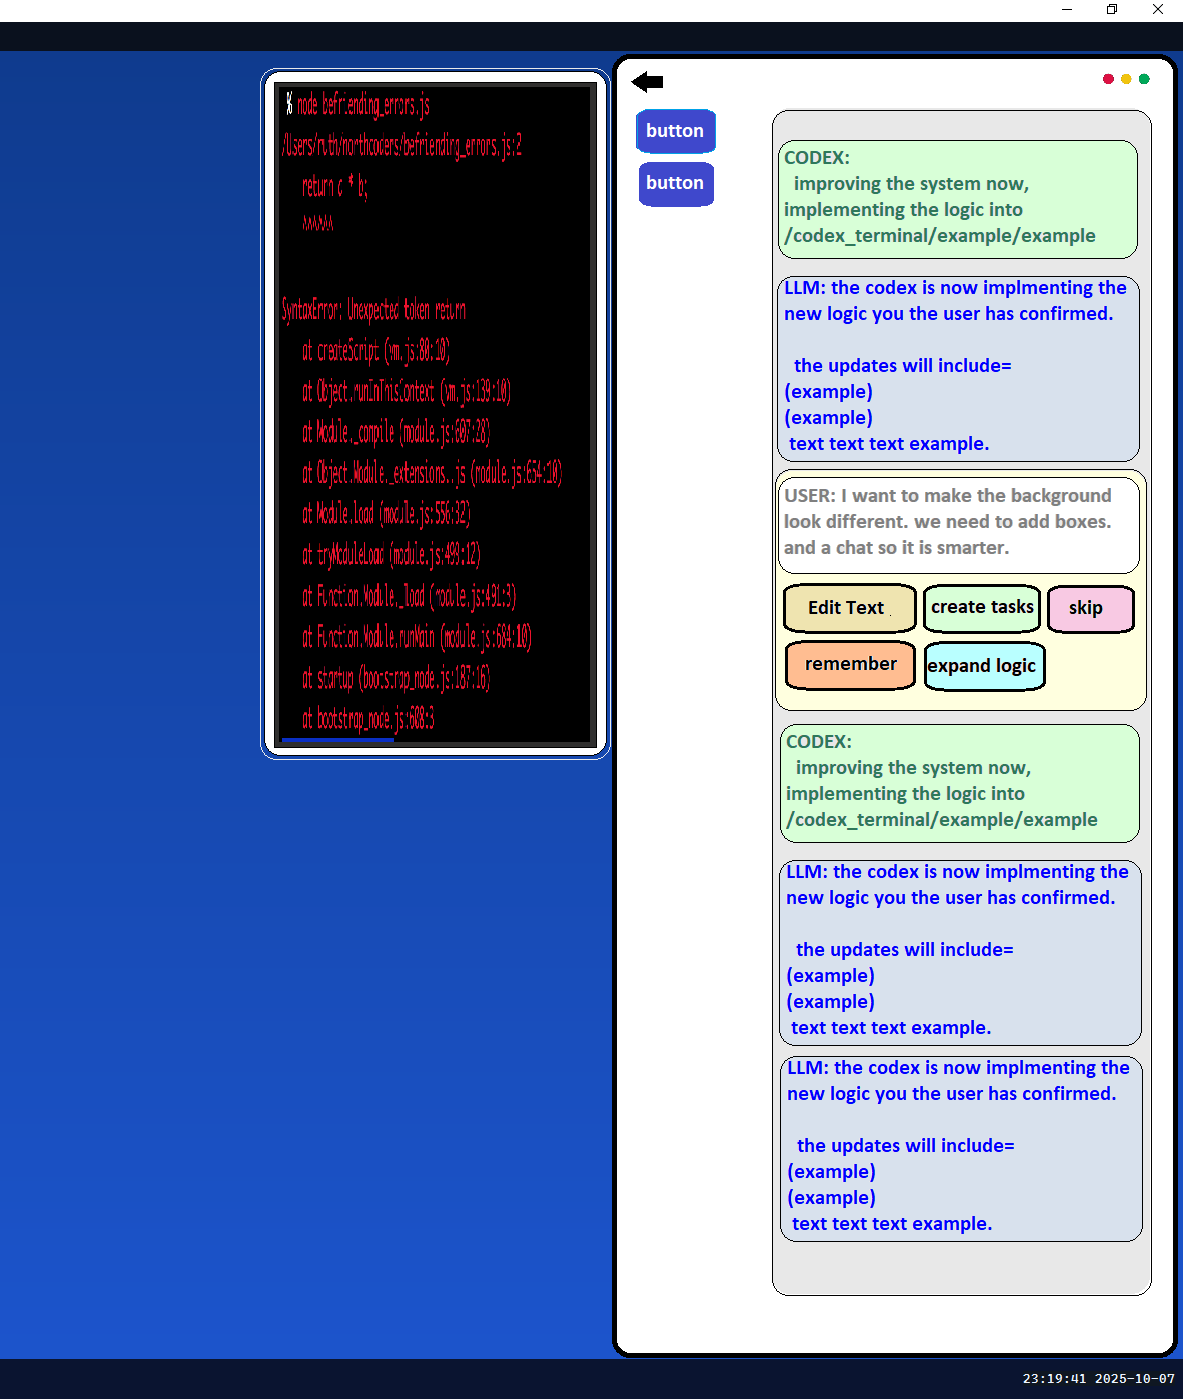 % node befriending_errors.js
/Users/ruth/northcoders/befriending_errors.js:2
return a * b;
^^^^^^
SyntaxError: Unexpected token return
at createScript (vm.js:80:10)
at Object.runInThisContext (vm.js:139:10)
at Module._compile (module.js:607:28)
at Object.Module._extensions..js (module.js:654:10)
at Module.load (module.js:556:32)
at tryModuleLoad (module.js:499:12)
at Function.Module._load (module.js:491:3)
at Function.Module.runMain (module.js:684:10)
at startup (bootstrap_node.js:187:16)
at bootstrap_node.js:608:3
button
button
CODEX:
improving the system now,
implementing the logic into
/codex_terminal/example/example
LLM: the codex is now implmenting the
new logic you the user has confirmed.
the updates will include=
(example)
(example)
text text text example.
USER: I want to make the background
look different. we need to add boxes.
and a chat so it is smarter.
Edit Text
create tasks
skip
remember
expand logic
CODEX:
improving the system now,
implementing the logic into
/codex_terminal/example/example
LLM: the codex is now implmenting the
new logic you the user has confirmed.
the updates will include=
(example)
(example)
text text text example.
LLM: the codex is now implmenting the
new logic you the user has confirmed.
the updates will include=
(example)
(example)
text text text example.
23:19:41 2025-10-07